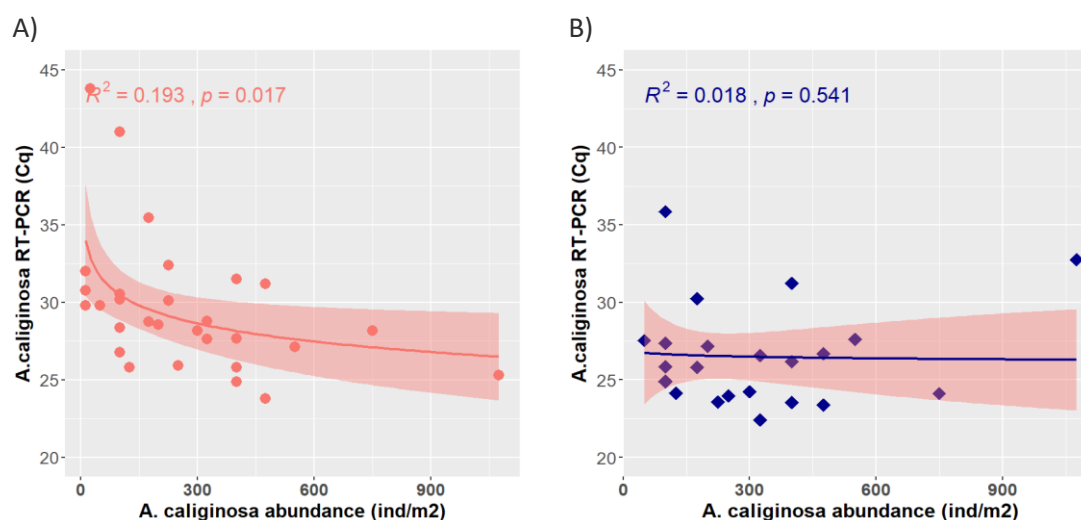 A)
R² = 0.193 , p = 0.017
A.caliginosa RT-PCR (Cq)
45
40
35
30
25
20
0
300
600
900
A. caliginosa abundance (ind/m2)
B)
R² = 0.018 , p = 0.541
A.caliginosa RT-PCR (Cq)
45
40
35
30
25
20
0
300
600
900
A. caliginosa abundance (ind/m2)